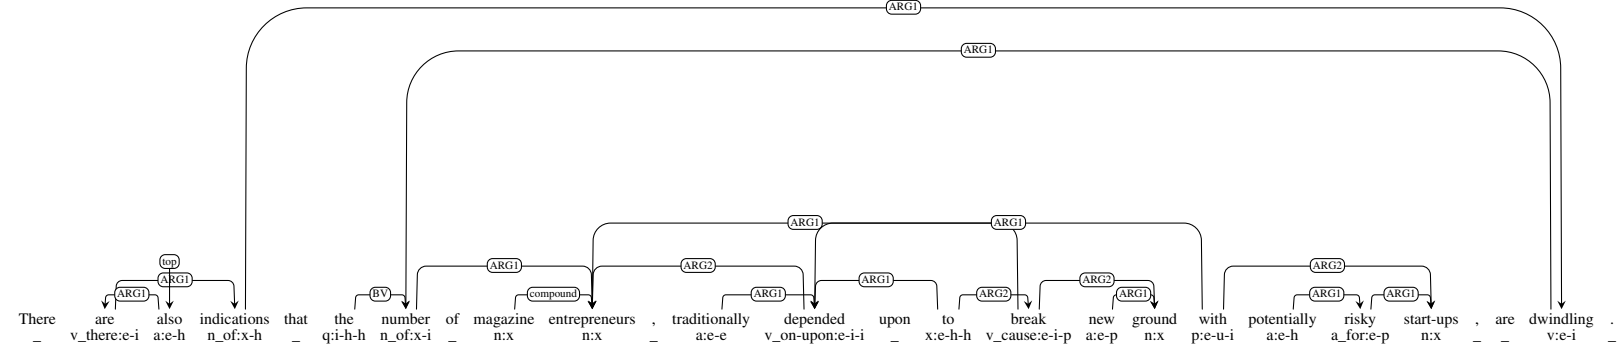 ARG1
ARG1
ARG1 ARG1
top
ARG1 ARG2 ARG1 ARG1 ARG2 ARG2
ARG1 BV compound ARG1 ARG2 ARG1 ARG1 ARG1
There are also indications that the number of magazine entrepreneurs , traditionally depended upon to break new ground with potentially risky start-ups , are dwindling .
_ v_there:e-i a:e-h n_of:x-h _ q:i-h-h n_of:x-i _ n:x n:x _ a:e-e v_on-upon:e-i-i _ x:e-h-h v_cause:e-i-p a:e-p n:x p:e-u-i a:e-h a_for:e-p n:x _ _ v:e-i _